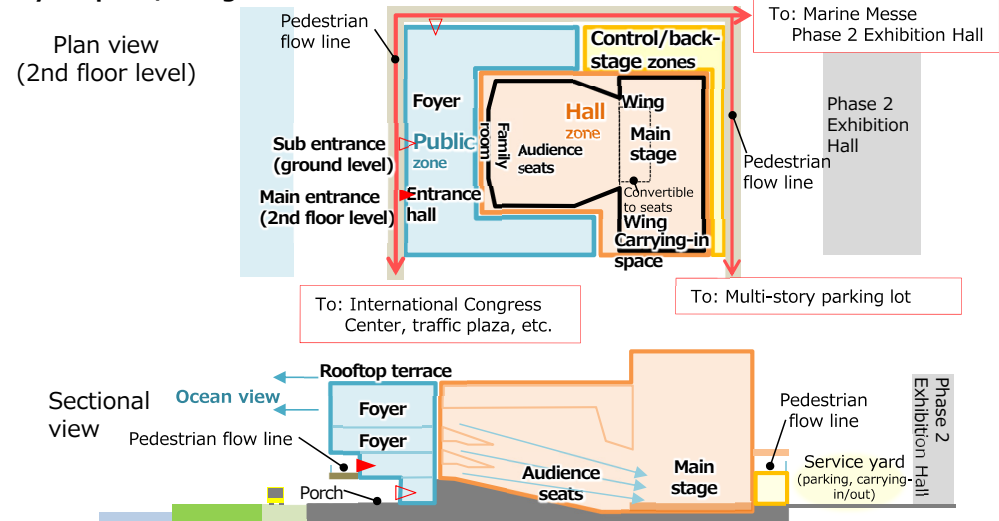 Plan view
(2nd floor level)
Pedestrian
flow line
To: Marine Messe
Phase 2 Exhibition Hall
Control/back-
stage zones
Foyer
Hall
zone
Wing
Phase 2
Exhibition
Hall
Public
zone
Family
room
Audience
seats
Main
stage
Sub entrance
(ground level)
Pedestrian
flow line
Main entrance
(2nd floor level)
Entrance
hall
Convertible
to seats
Wing
Carrying-in
space
To: International Congress
Center, traffic plaza, etc.
To: Multi-story parking lot
Sectional
view
Rooftop terrace
Ocean view
Foyer
Foyer
Pedestrian flow line
Porch
Audience
seats
Main
stage
Pedestrian
flow line
Service yard
(parking, carrying-
in/out)
Phase 2
Exhibition Hall